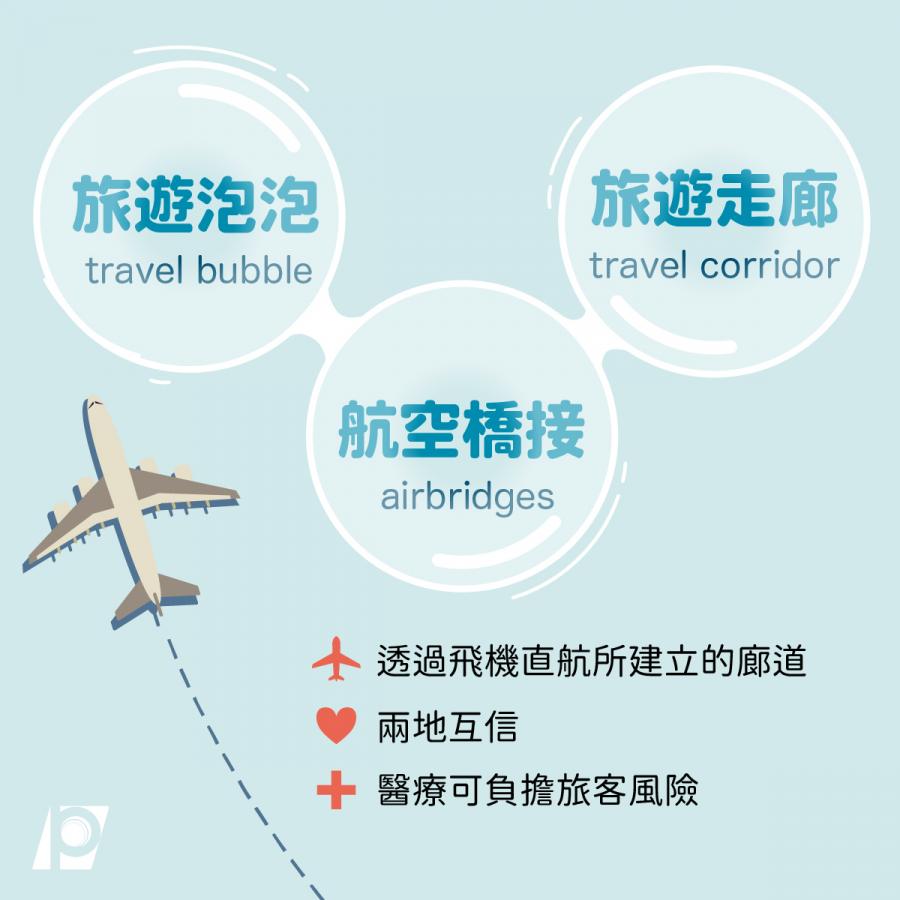 旅遊泡泡
travel bubble
旅遊走廊
travel corridor
航空橋接
airbridges
透過飛機直航所建立的廊道
兩地互信
醫療可負擔旅客風險